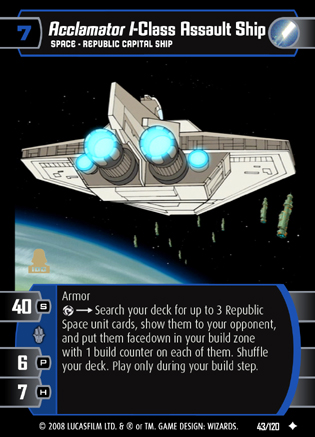 7
Acclamator I-Class Assault Ship
SPACE • REPUBLIC CAPITAL SHIP
40 S
6 P
7 H
Armor
→ Search your deck for up to 3 Republic
Space unit cards, show them to your opponent,
and put them facedown in your build zone
with 1 build counter on each of them. Shuffle
your deck. Play only during your build step.
© 2008 LUCASFILM LTD. & ® or TM. GAME DESIGN: WIZARDS.
43/120